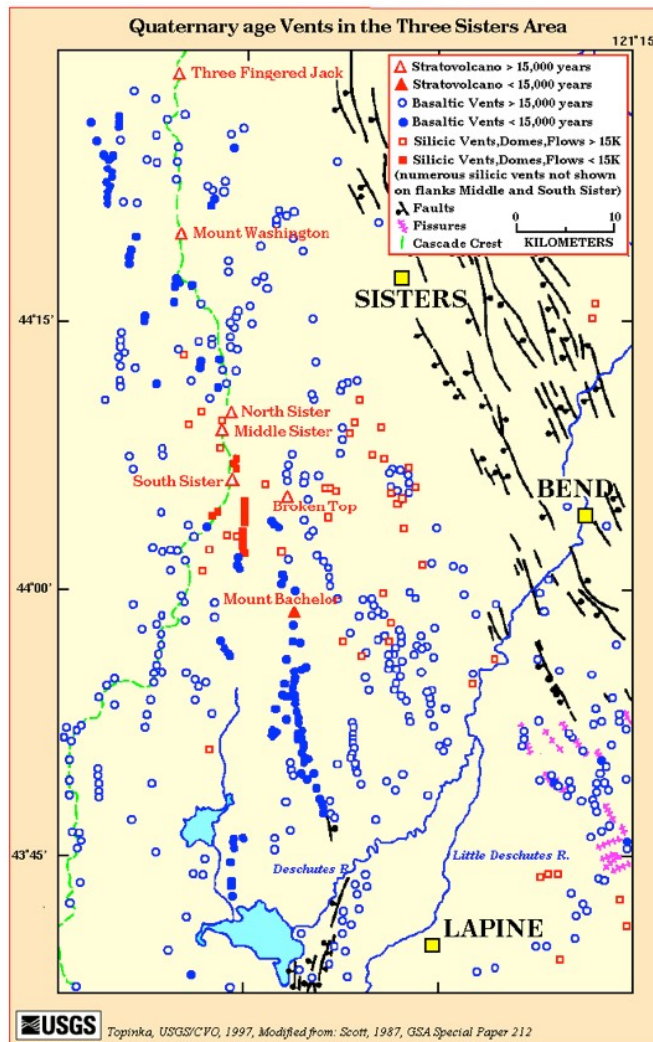 Quaternary age Vents in the Three Sisters Area
121°15'
Stratovolcano > 15,000 years
Stratovolcano < 15,000 years
Basaltic Vents > 15,000 years
Basaltic Vents < 15,000 years
Silicic Vents,Domes,Flows > 15K
Silicic Vents,Domes,Flows < 15K
(numerous silicic vents not shown
on flanks Middle and South Sister)
Faults
Fissures
Cascade Crest
0 10
KILOMETERS
Three Fingered Jack
Mount Washington
SISTERS
44°15'
North Sister
Middle Sister
South Sister
Broken Top
BEND
44°00'
Mount Bachelor
43°45'
Deschutes R.
Little Deschutes R.
LAPINE
USGS
Topinka, USGS/CVO, 1997, Modified from: Scott, 1987, GSA Special Paper 212